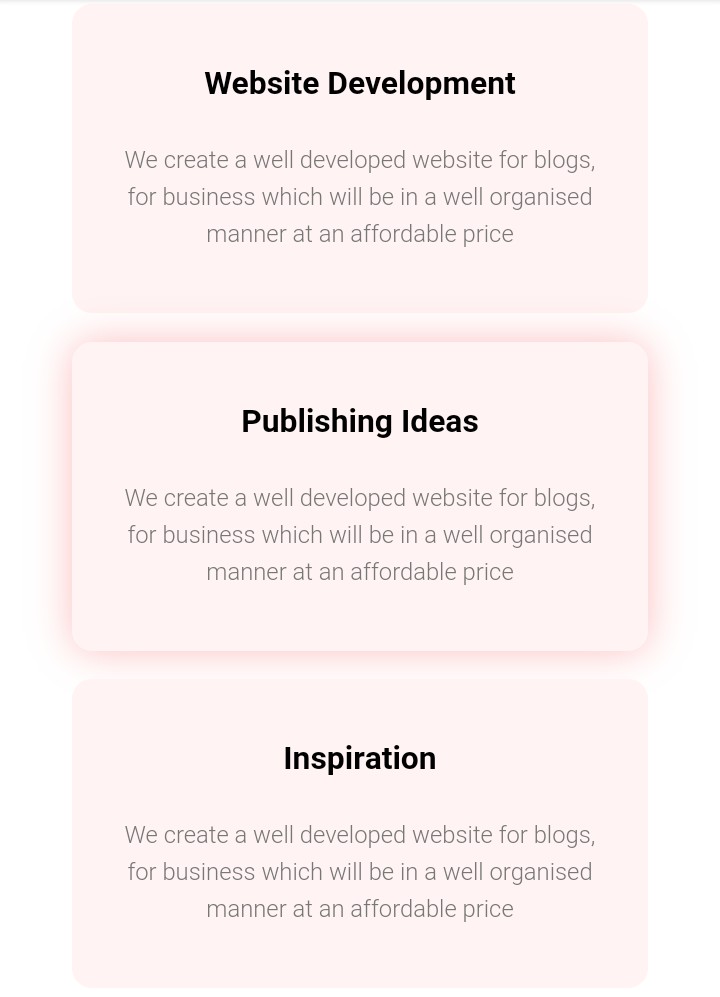 Website Development
We create a well developed website for blogs,
for business which will be in a well organised
manner at an affordable price
Publishing Ideas
We create a well developed website for blogs,
for business which will be in a well organised
manner at an affordable price
Inspiration
We create a well developed website for blogs,
for business which will be in a well organised
manner at an affordable price